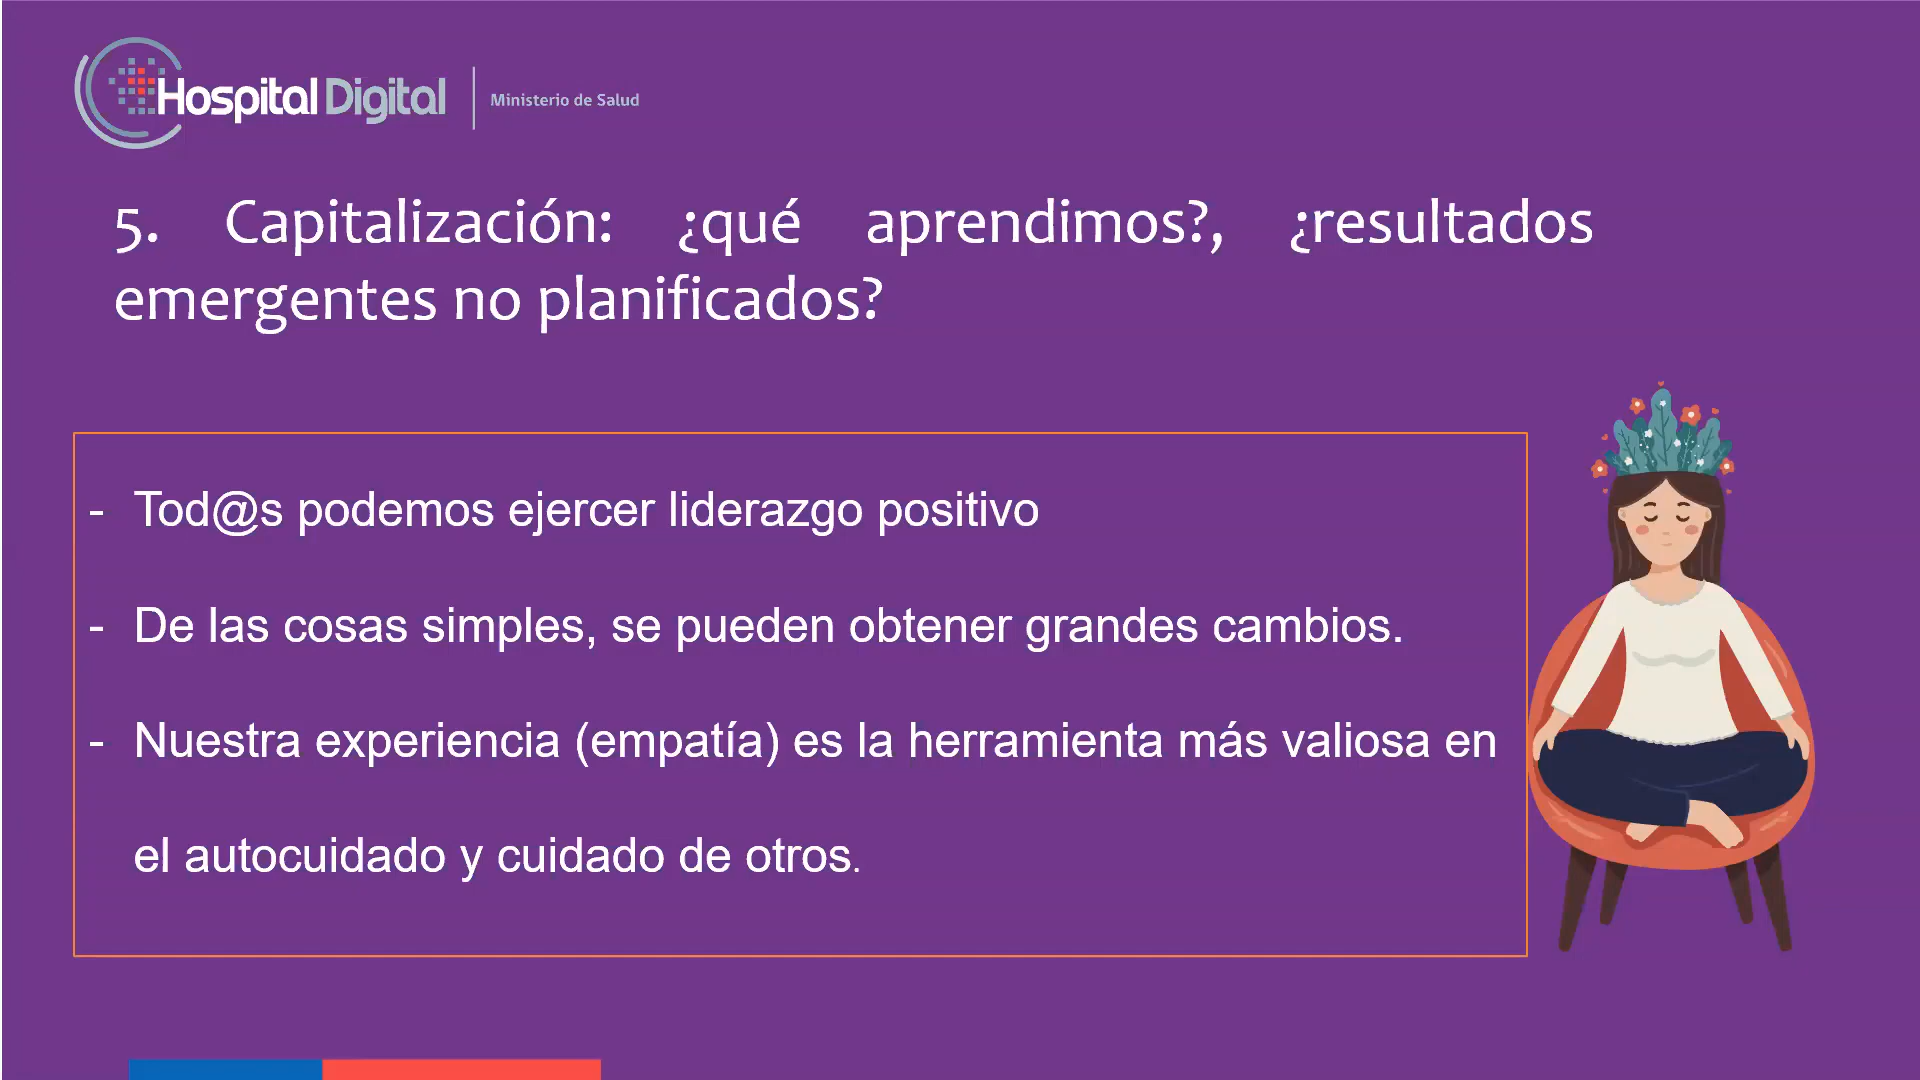 Hospital Digital
Ministerio de Salud
5. Capitalización: ¿qué aprendimos?, ¿resultados
emergentes no planificados?
- Tod@s podemos ejercer liderazgo positivo
- De las cosas simples, se pueden obtener grandes cambios.
- Nuestra experiencia (empatía) es la herramienta más valiosa en
el autocuidado y cuidado de otros.